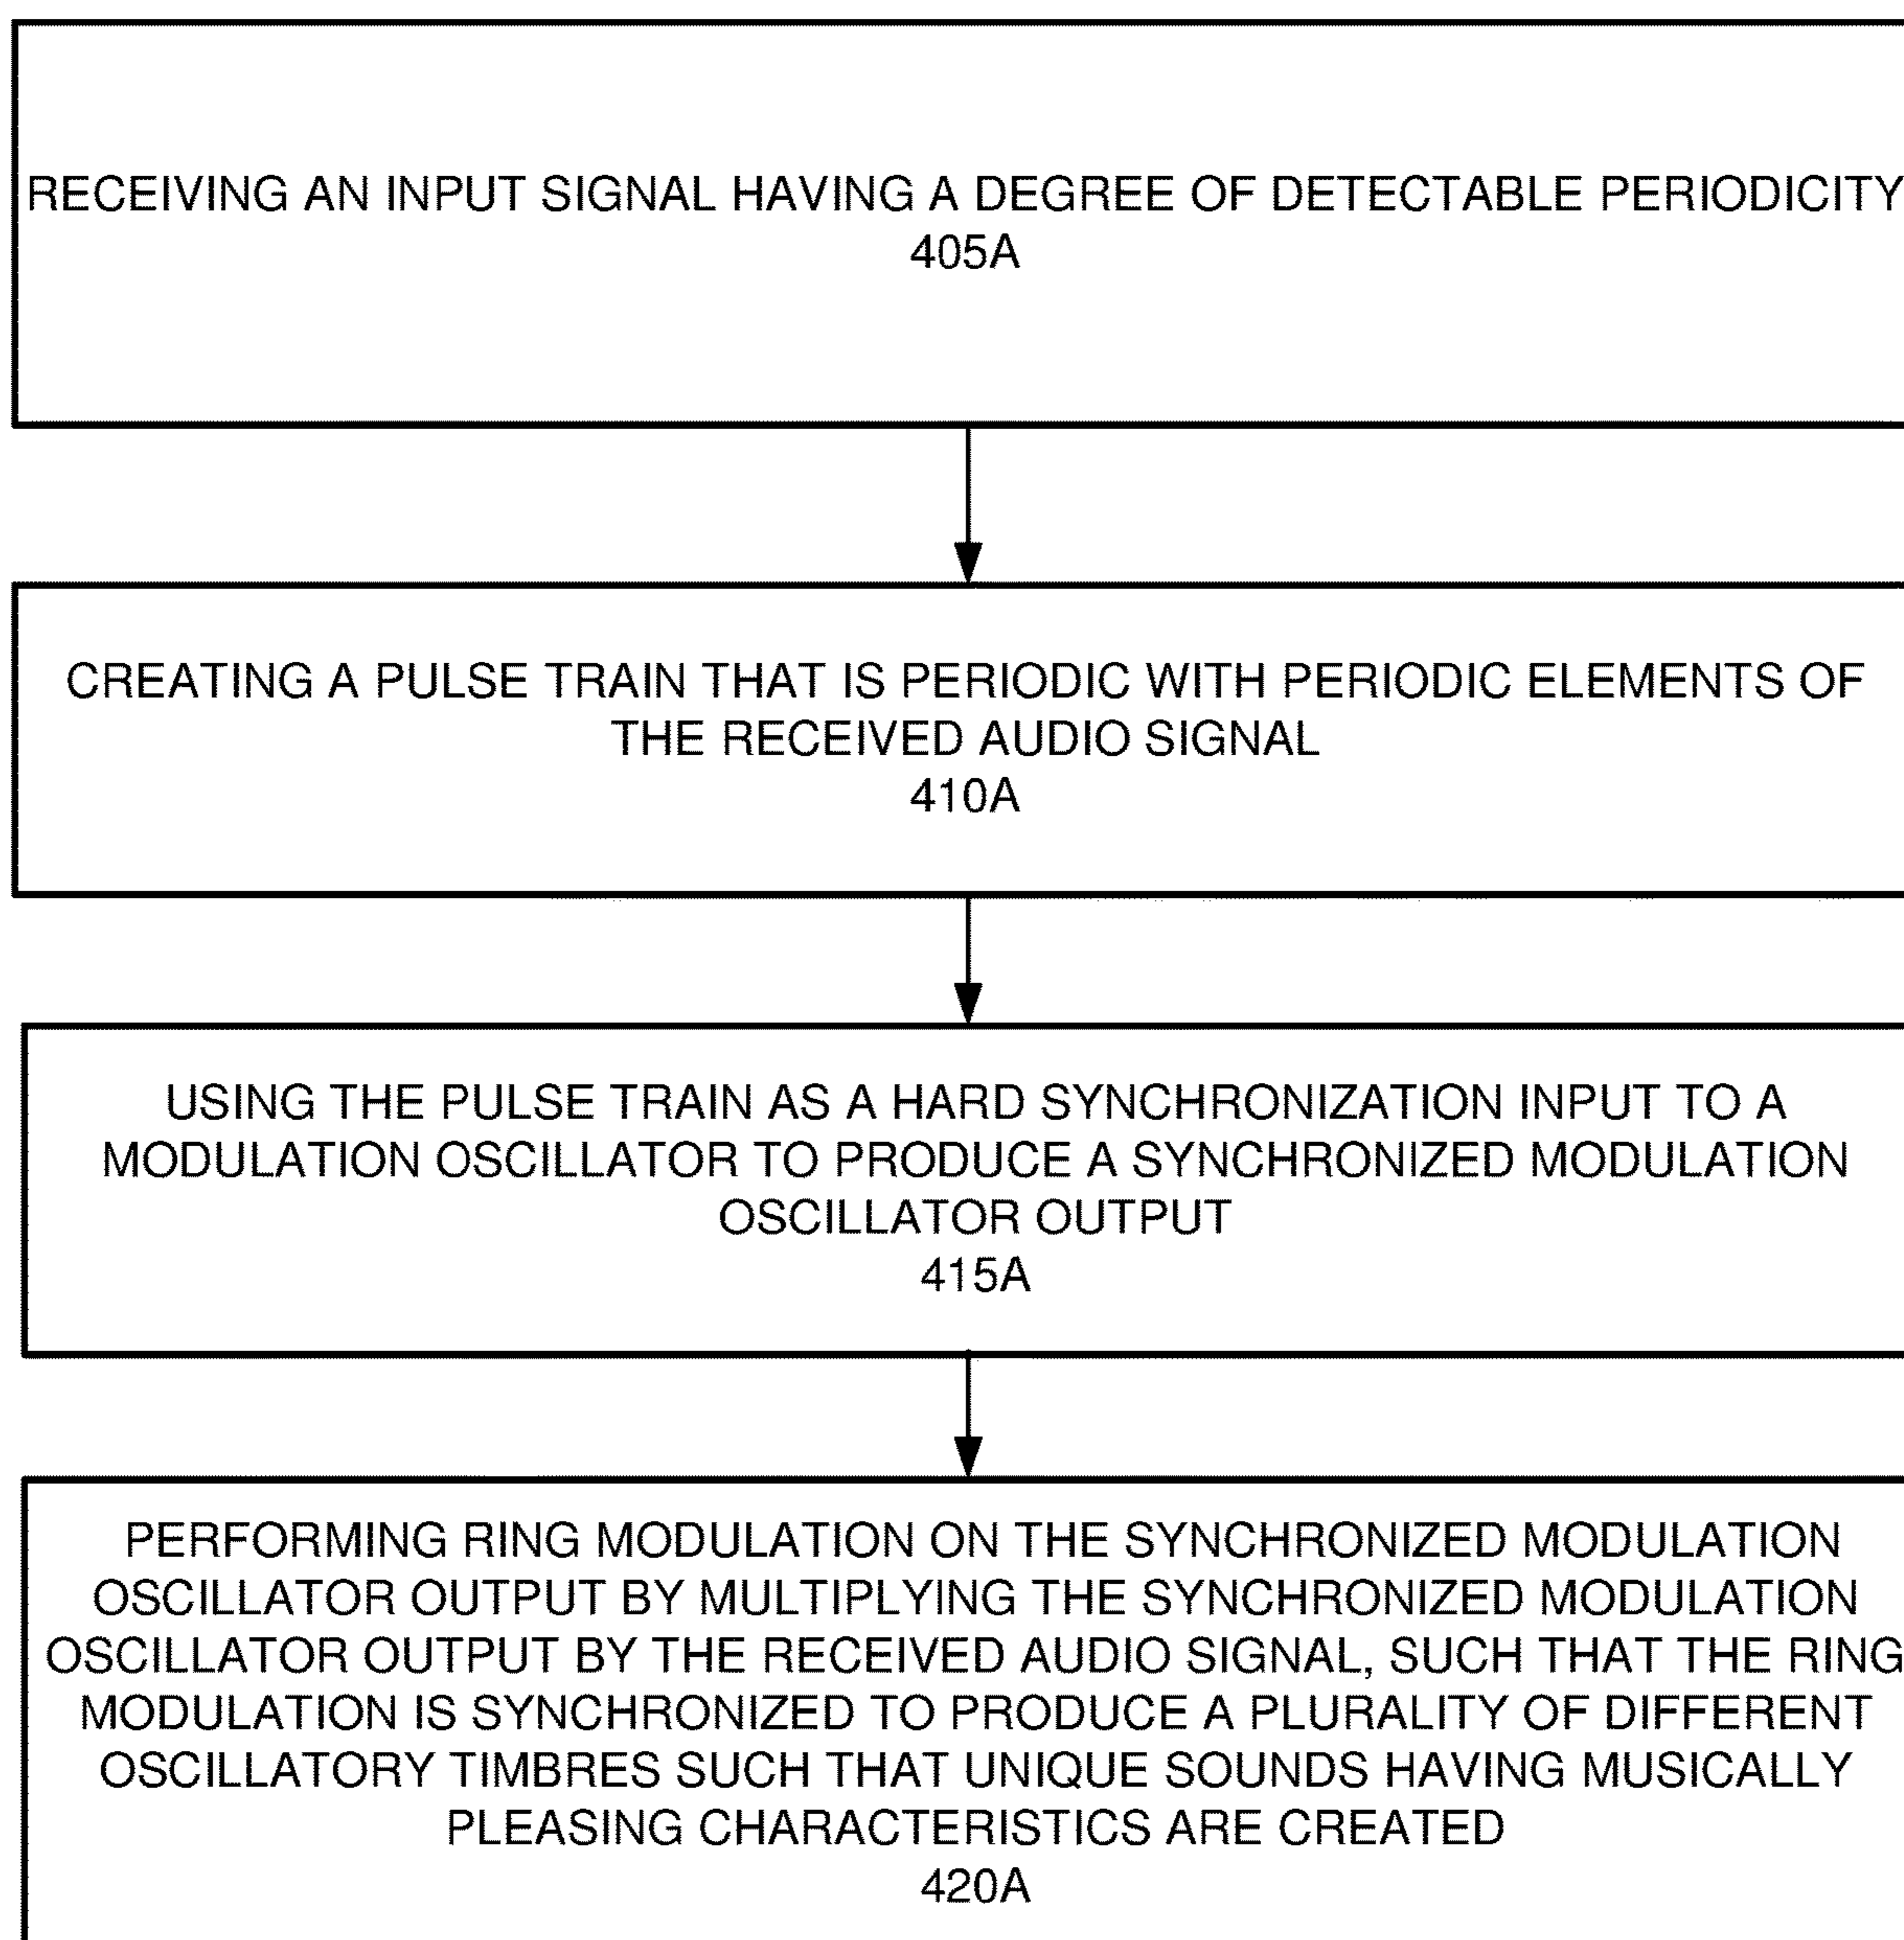 RECEIVING AN INPUT SIGNAL HAVING A DEGREE OF DETECTABLE PERIODICITY
405A
CREATING A PULSE TRAIN THAT IS PERIODIC WITH PERIODIC ELEMENTS OF
THE RECEIVED AUDIO SIGNAL
410A
USING THE PULSE TRAIN AS A HARD SYNCHRONIZATION INPUT TO A
MODULATION OSCILLATOR TO PRODUCE A SYNCHRONIZED MODULATION
OSCILLATOR OUTPUT
415A
PERFORMING RING MODULATION ON THE SYNCHRONIZED MODULATION
OSCILLATOR OUTPUT BY MULTIPLYING THE SYNCHRONIZED MODULATION
OSCILLATOR OUTPUT BY THE RECEIVED AUDIO SIGNAL, SUCH THAT THE RING
MODULATION IS SYNCHRONIZED TO PRODUCE A PLURALITY OF DIFFERENT
OSCILLATORY TIMBRES SUCH THAT UNIQUE SOUNDS HAVING MUSICALLY
PLEASING CHARACTERISTICS ARE CREATED
420A